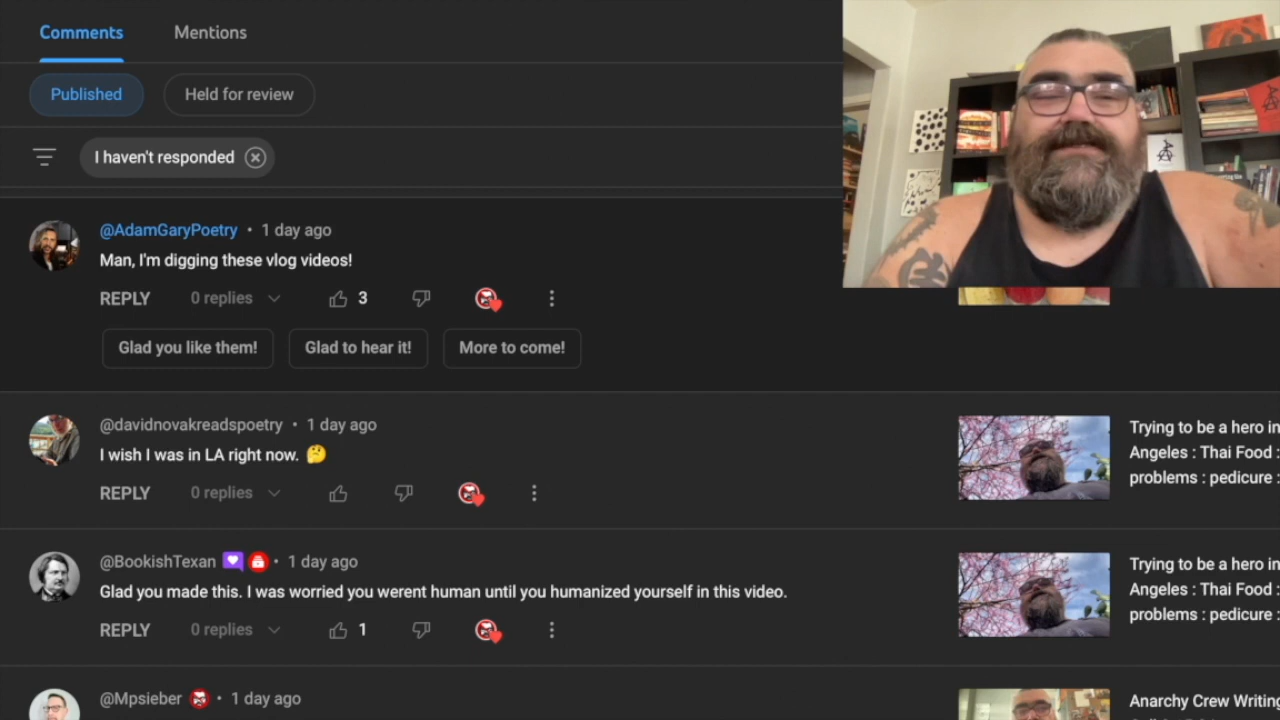 Comments
Mentions
Published
Held for review
I haven't responded
@AdamGaryPoetry • 1 day ago
Man, I'm digging these vlog videos!
REPLY
0 replies
3
Glad you like them!
Glad to hear it!
More to come!
@davidnovakreadspoetry • 1 day ago
I wish I was in LA right now. 🤔
REPLY
0 replies
Trying to be a hero in
Angeles : Thai Food :
problems : pedicure :
@BookishTexan • 1 day ago
Glad you made this. I was worried you werent human until you humanized yourself in this video.
REPLY
0 replies
1
Trying to be a hero in
Angeles : Thai Food :
problems : pedicure :
@Mpsieber • 1 day ago
Anarchy Crew Writing